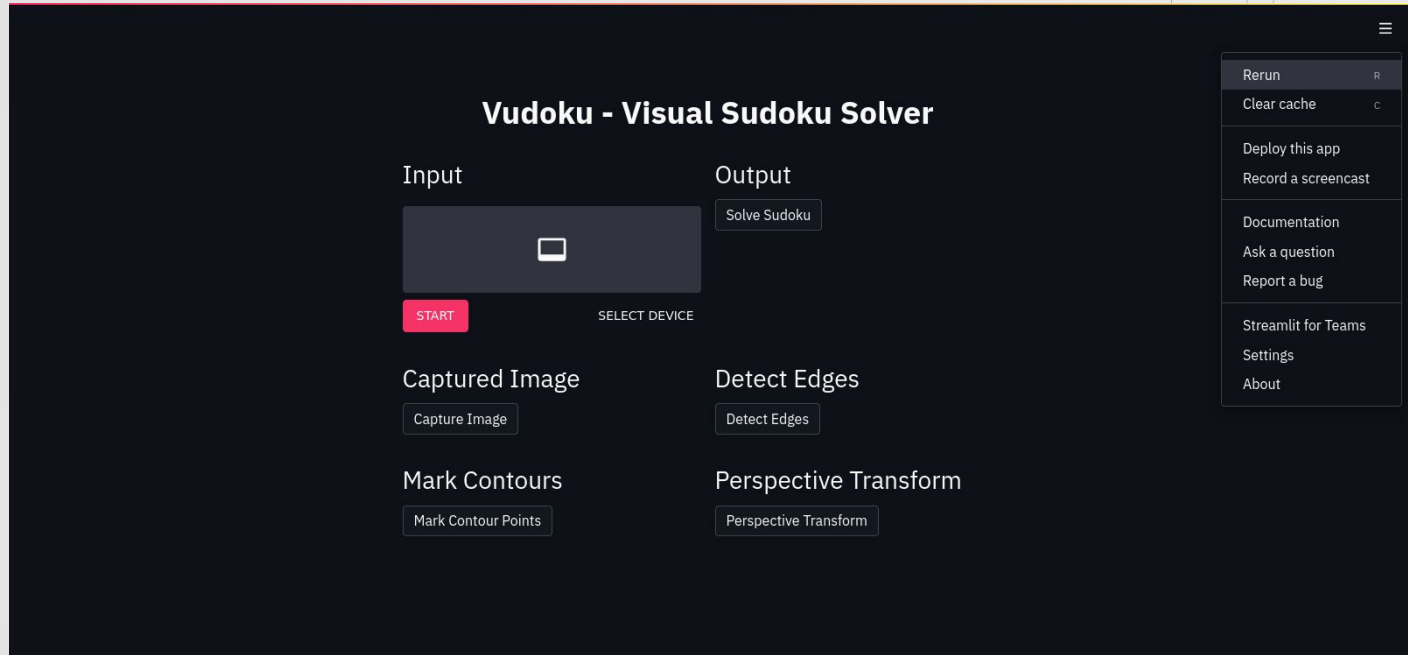 Vudoku - Visual Sudoku Solver
Input
START
SELECT DEVICE
Output
Solve Sudoku
Captured Image
Capture Image
Detect Edges
Detect Edges
Mark Contours
Mark Contour Points
Perspective Transform
Perspective Transform
Rerun R
Clear cache C
Deploy this app
Record a screencast
Documentation
Ask a question
Report a bug
Streamlit for Teams
Settings
About